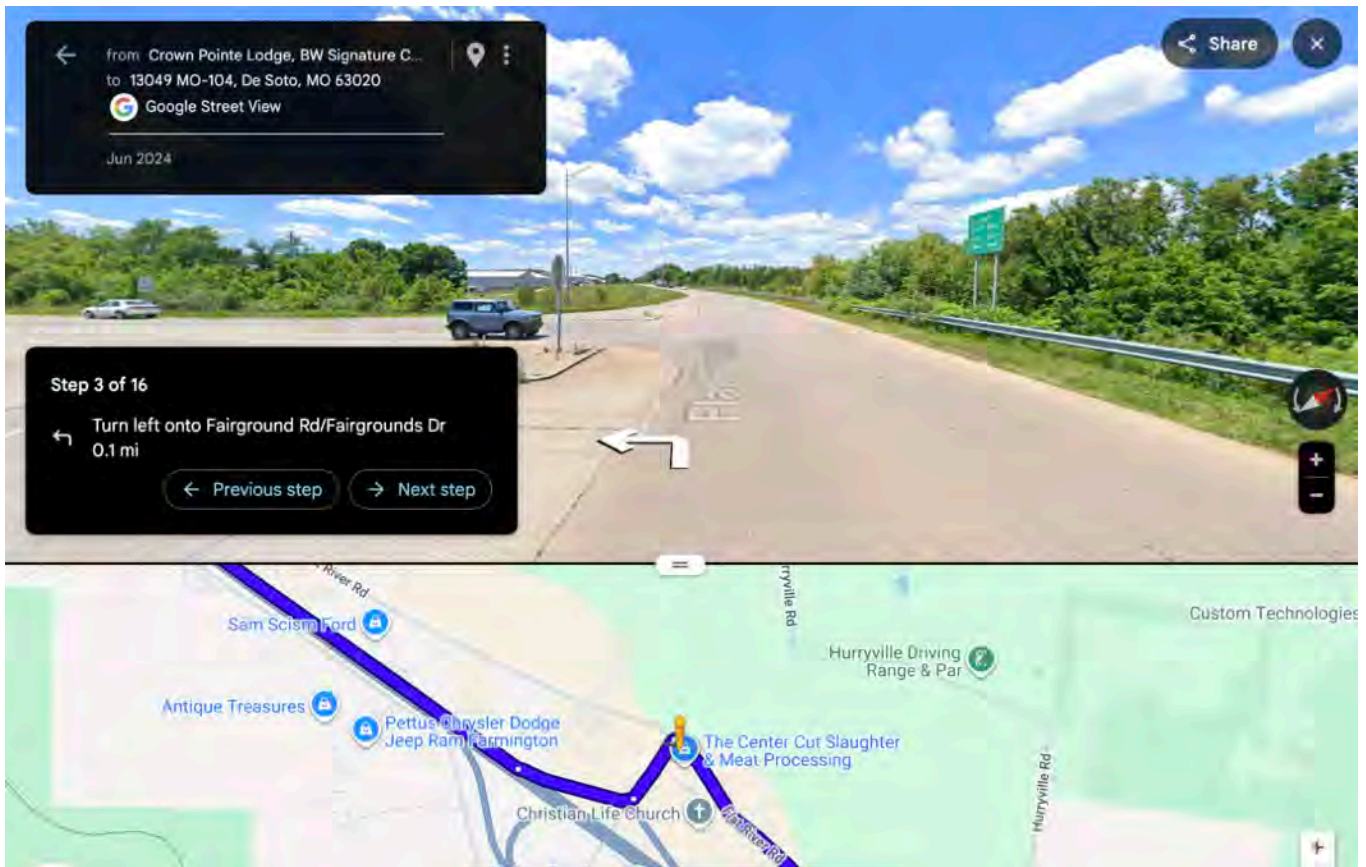 from Crown Pointe Lodge, BW Signature C...
to 13049 MO-104, De Soto, MO 63020
Google Street View
Jun 2024
Share
Step 3 of 16
Turn left onto Fairground Rd/Fairgrounds Dr
0.1 mi
Previous step
Next step
River Rd
Sam Scism Ford
Antique Treasures
Pettus Chrysler Dodge
Jeep Ram Farmington
Christian Life Church
The Center Cut Slaughter
& Meat Processing
River Rd
rryville Rd
Hurryville Driving
Range & Par
Hurryville Rd
Custom Technologies